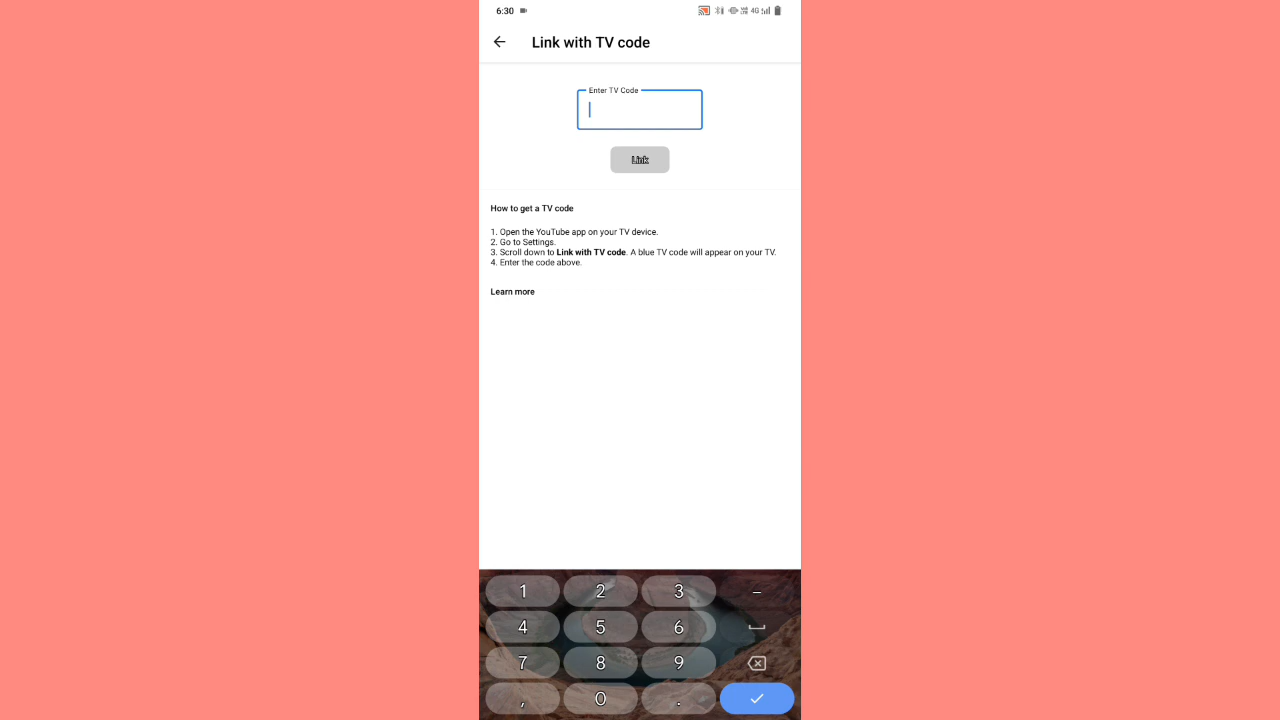 6:30
4G
Link with TV code
Enter TV Code
Link
How to get a TV code
1. Open the YouTube app on your TV device.
2. Go to Settings.
3. Scroll down to Link with TV code. A blue TV code will appear on your TV.
4. Enter the code above.
Learn more
1 2 3 –
4 5 6
7 8 9
, 0 .